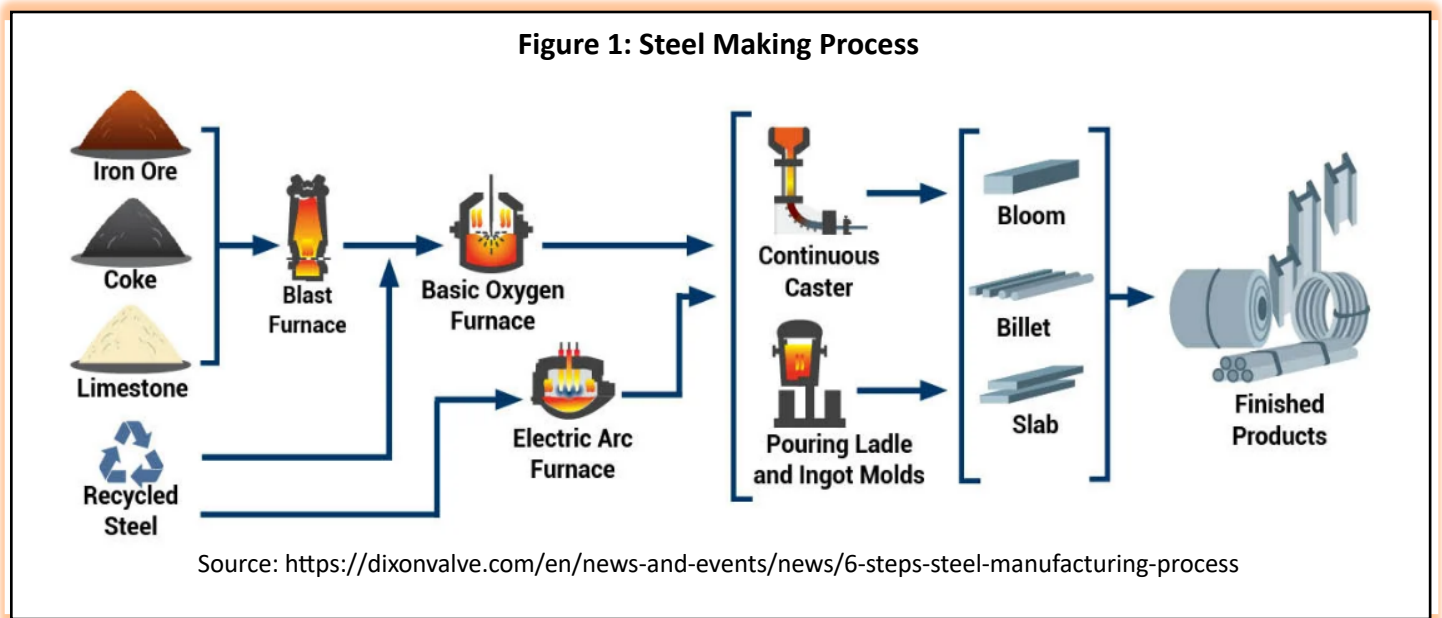 Figure 1: Steel Making Process
Iron Ore
Coke
Limestone
Recycled
Steel
Blast
Furnace
Basic Oxygen
Furnace
Electric Arc
Furnace
Continuous
Caster
Pouring Ladle
and Ingot Molds
Bloom
Billet
Slab
Finished
Products
Source: https://dixonvalve.com/en/news-and-events/news/6-steps-steel-manufacturing-process